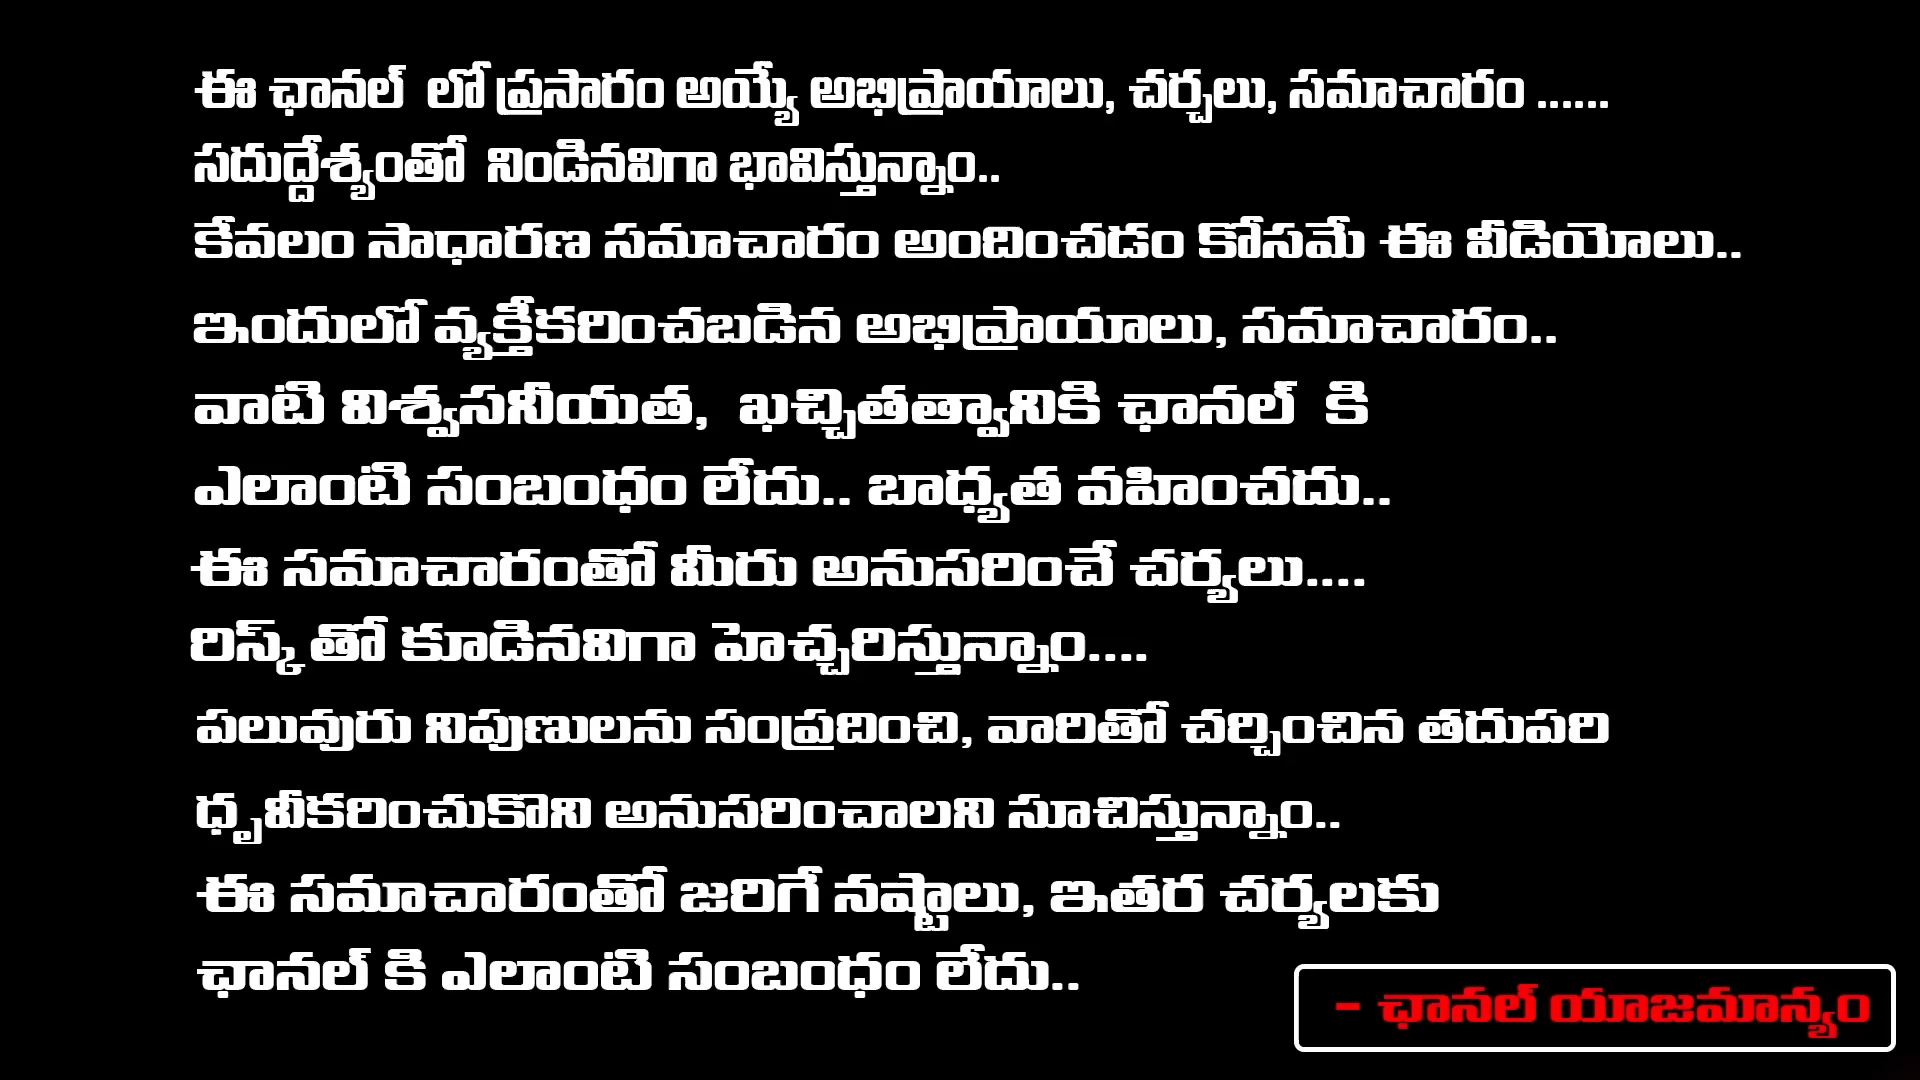 ఈ ఛానల్ లో ప్రసారం అయ్యే అభిప్రాయాలు, చర్చలు, సమాచారం ......
సదుద్దేశ్యంతో నిండినవిగా భావిస్తున్నాం..
కేవలం సాధారణ సమాచారం అందించడం కోసమే ఈ వీడియోలు..
ఇందులో వ్యక్తీకరించబడిన అభిప్రాయాలు, సమాచారం..
వాటి విశ్వసనీయత, ఖచ్చితత్వానికి ఛానల్ కి
ఎలాంటి సంబంధం లేదు.. బాధ్యత వహించదు..
ఈ సమాచారంతో మీరు అనుసరించే చర్యలు....
రిస్క్ తో కూడినవిగా హెచ్చరిస్తున్నాం....
పలువురు నిపుణులను సంప్రదించి, వారితో చర్చించిన తదుపరి
ధృవీకరించుకొని అనుసరించాలని సూచిస్తున్నాం..
ఈ సమాచారంతో జరిగే నష్టాలు, ఇతర చర్యలకు
ఛానల్ కి ఎలాంటి సంబంధం లేదు..
- ఛానల్ యాజమాన్యం